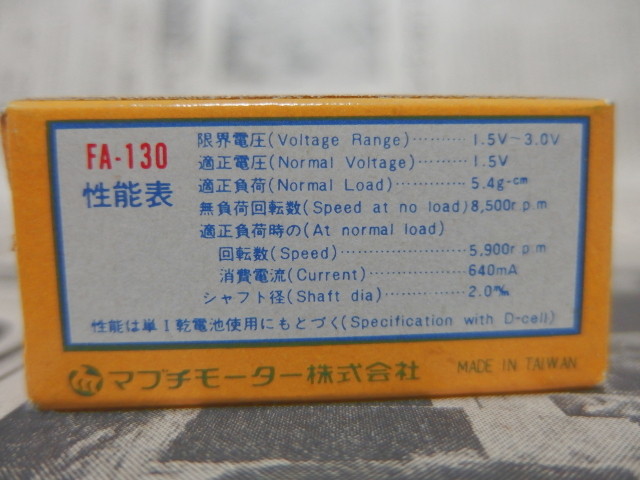 FA-130
性能表
限界電圧(Voltage Range)………1.5V~3.0V
適正電圧(Normal Voltage)………1.5V
適正負荷(Normal Load)…………5.4g-cm
無負荷回転数(Speed at no load)8,500r.p.m
適正負荷時の(At normal load)
回転数(Speed)…………………5,900r.p.m
消費電流(Current)……………640mA
シャフト径(Shaft dia)……………2.0㎜
性能は単1乾電池使用にもとづく(Specification with D-cell)
マブチモーター株式会社
MADE IN TAIWAN